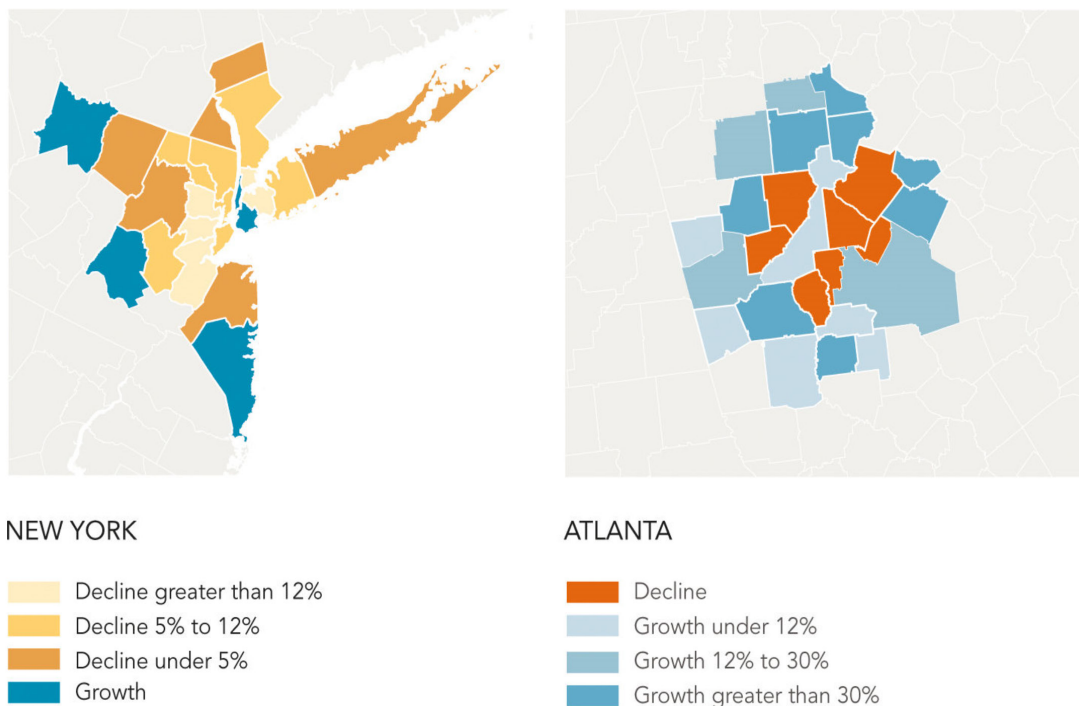 NEW YORK
Decline greater than 12%
Decline 5% to 12%
Decline under 5%
Growth
ATLANTA
Decline
Growth under 12%
Growth 12% to 30%
Growth greater than 30%